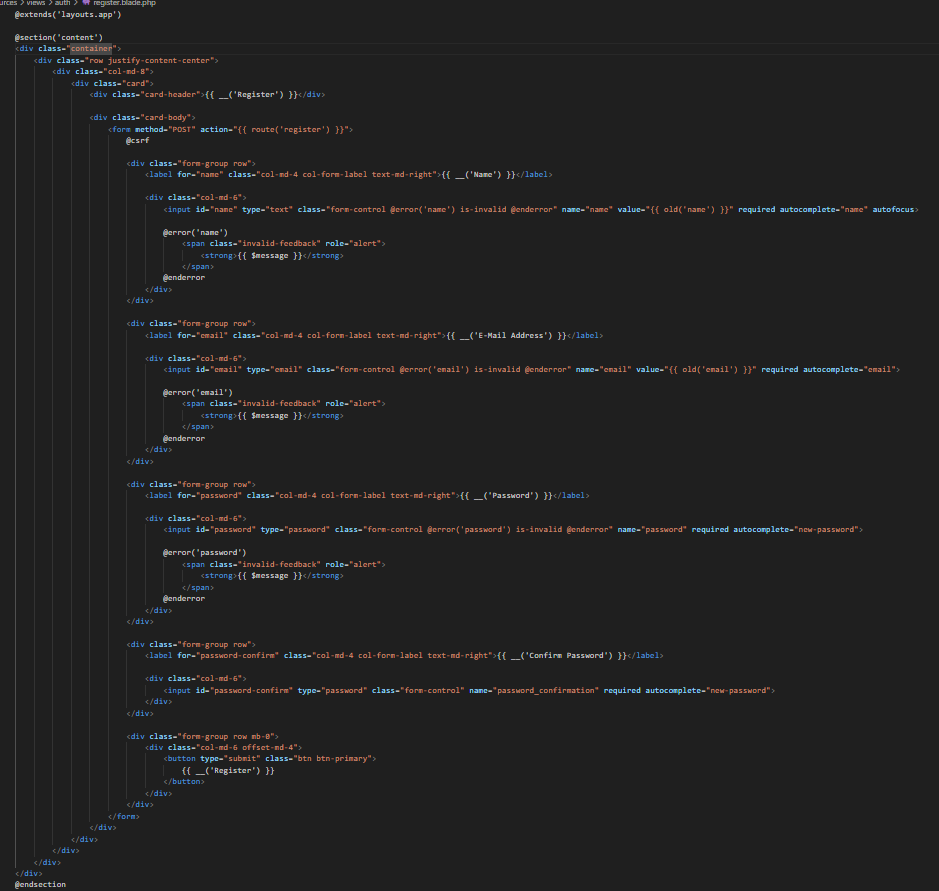 urces > views > auth > register.blade.php
@extends('layouts.app')
@section('content')
<div class="container">
<div class="row justify-content-center">
<div class="col-md-8">
<div class="card">
<div class="card-header">{{ __('Register') }}</div>
<div class="card-body">
<form method="POST" action="{{ route('register') }}">
@csrf
<div class="form-group row">
<label for="name" class="col-md-4 col-form-label text-md-right">{{ __('Name') }}</label>
<div class="col-md-6">
<input id="name" type="text" class="form-control @error('name') is-invalid @enderror" name="name" value="{{ old('name') }}" required autocomplete="name" autofocus>
@error('name')
<span class="invalid-feedback" role="alert">
<strong>{{ $message }}</strong>
</span>
@enderror
</div>
</div>
<div class="form-group row">
<label for="email" class="col-md-4 col-form-label text-md-right">{{ __('E-Mail Address') }}</label>
<div class="col-md-6">
<input id="email" type="email" class="form-control @error('email') is-invalid @enderror" name="email" value="{{ old('email') }}" required autocomplete="email">
@error('email')
<span class="invalid-feedback" role="alert">
<strong>{{ $message }}</strong>
</span>
@enderror
</div>
</div>
<div class="form-group row">
<label for="password" class="col-md-4 col-form-label text-md-right">{{ __('Password') }}</label>
<div class="col-md-6">
<input id="password" type="password" class="form-control @error('password') is-invalid @enderror" name="password" required autocomplete="new-password">
@error('password')
<span class="invalid-feedback" role="alert">
<strong>{{ $message }}</strong>
</span>
@enderror
</div>
</div>
<div class="form-group row">
<label for="password-confirm" class="col-md-4 col-form-label text-md-right">{{ __('Confirm Password') }}</label>
<div class="col-md-6">
<input id="password-confirm" type="password" class="form-control" name="password_confirmation" required autocomplete="new-password">
</div>
</div>
<div class="form-group row mb-0">
<div class="col-md-6 offset-md-4">
<button type="submit" class="btn btn-primary">
{{ __('Register') }}
</button>
</div>
</div>
</form>
</div>
</div>
</div>
</div>
</div>
@endsection